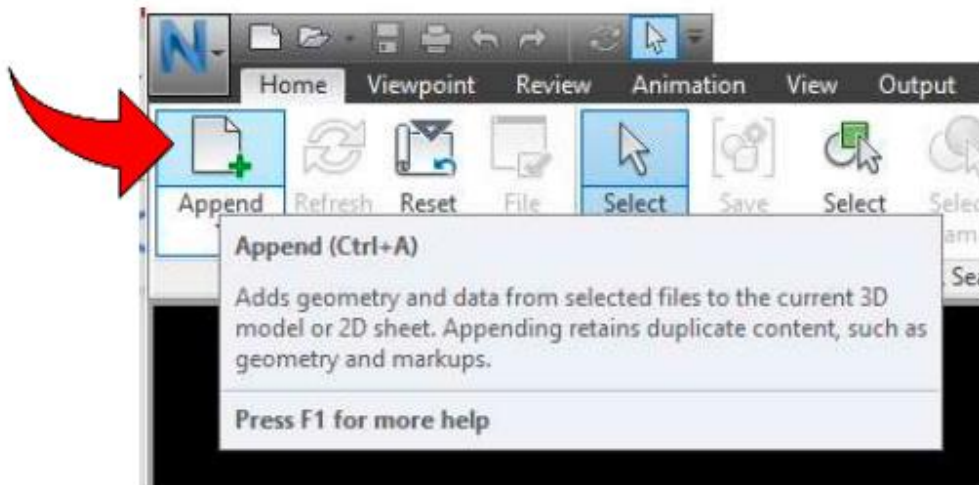 N
Home Viewpoint Review Animation View Output
Append Refresh Reset File Select Save Select
Append (Ctrl+A)
Adds geometry and data from selected files to the current 3D
model or 2D sheet. Appending retains duplicate content, such as
geometry and markups.
Press F1 for more help